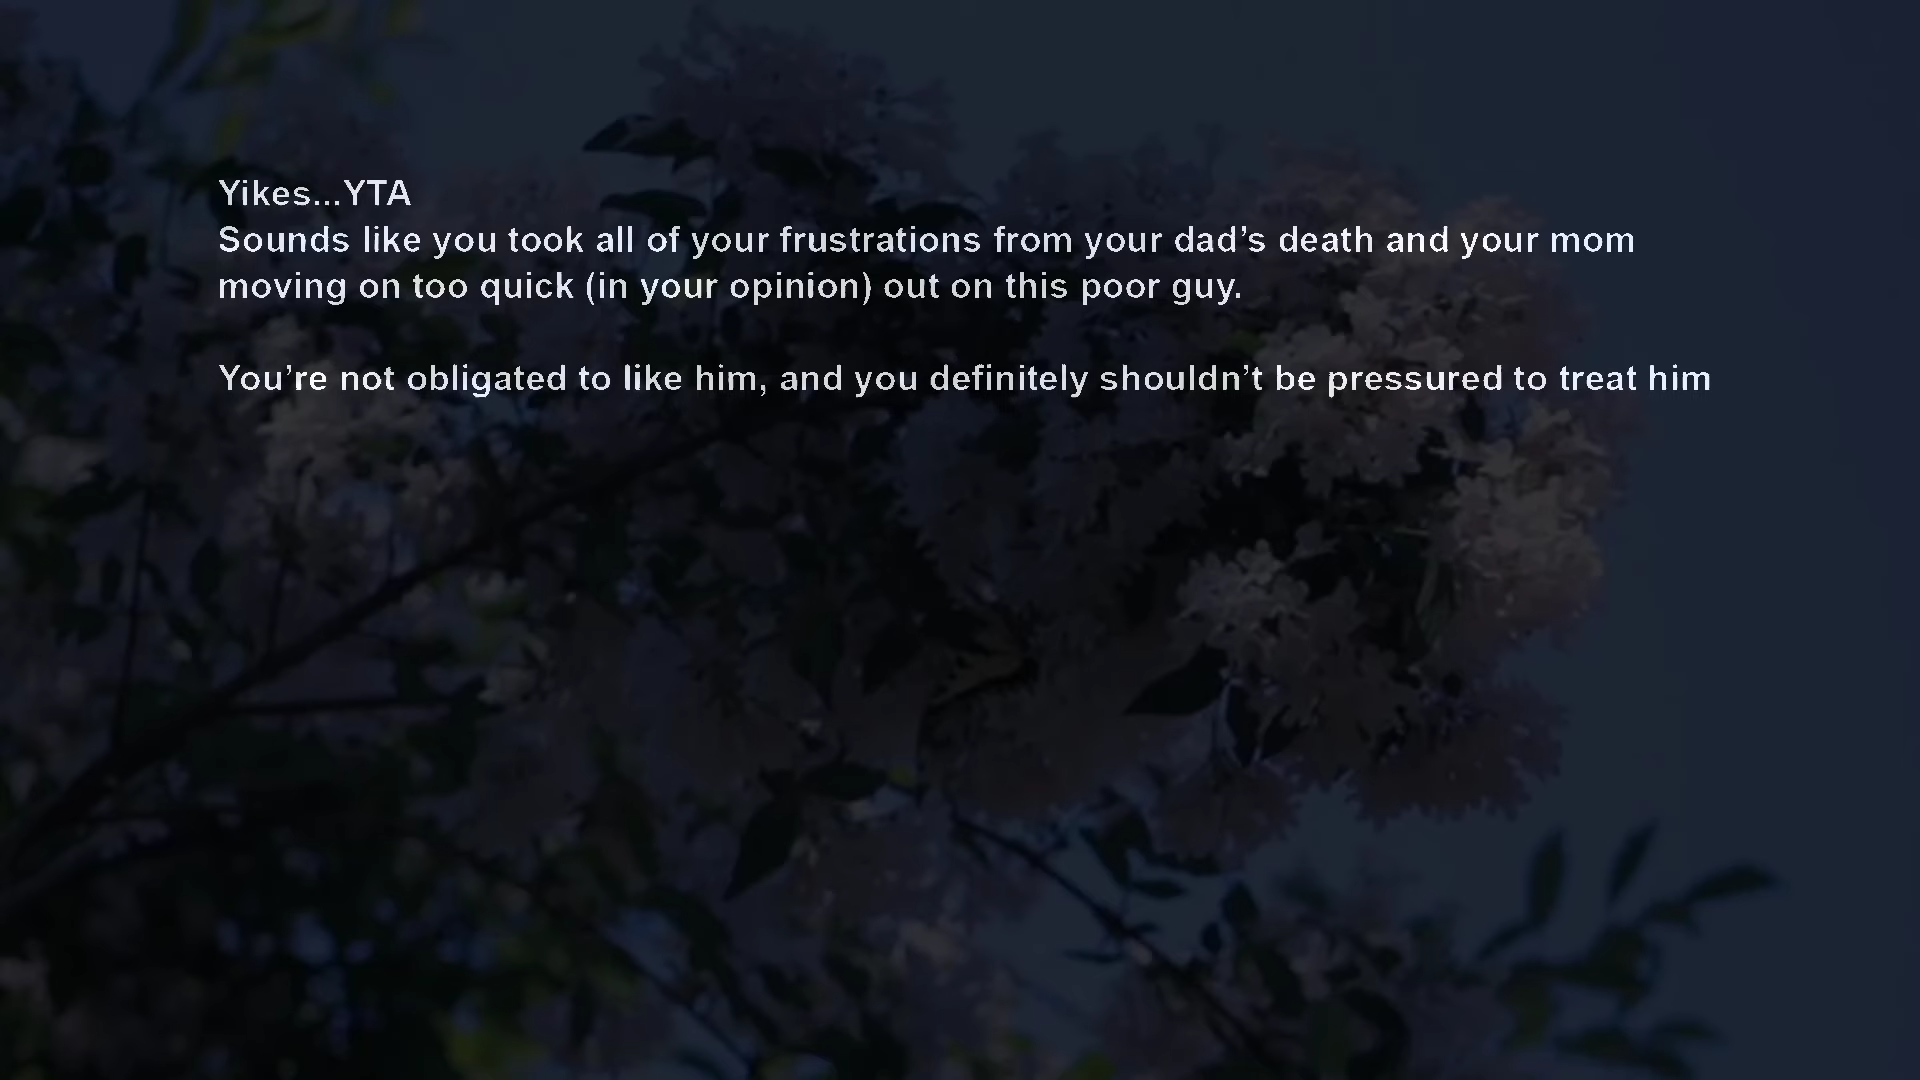 Yikes...YTA
Sounds like you took all of your frustrations from your dad’s death and your mom
moving on too quick (in your opinion) out on this poor guy.
You’re not obligated to like him, and you definitely shouldn’t be pressured to treat him